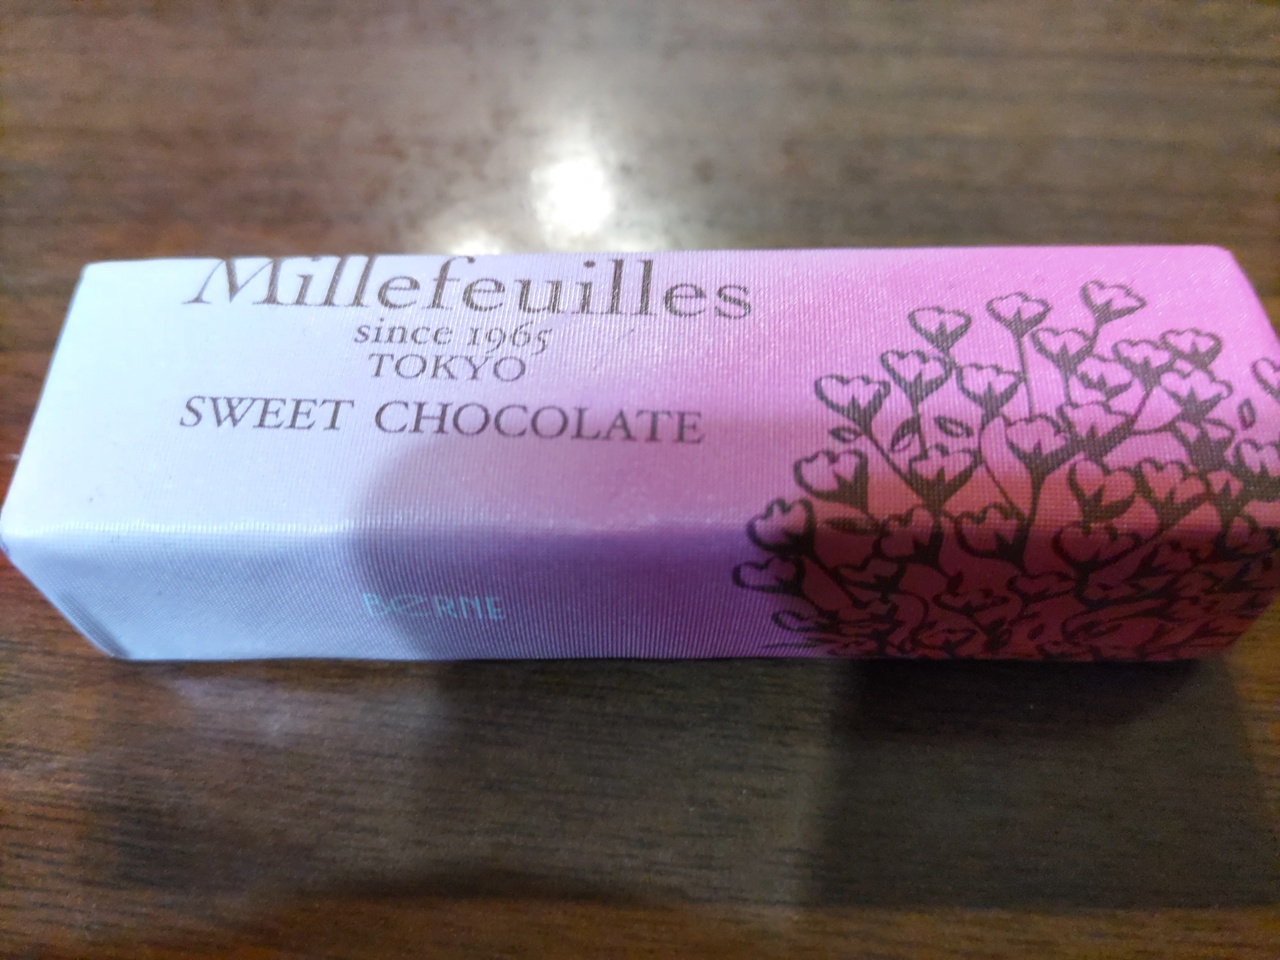 Millefeuilles
since 1965
TOKYO
SWEET CHOCOLATE
BERNE